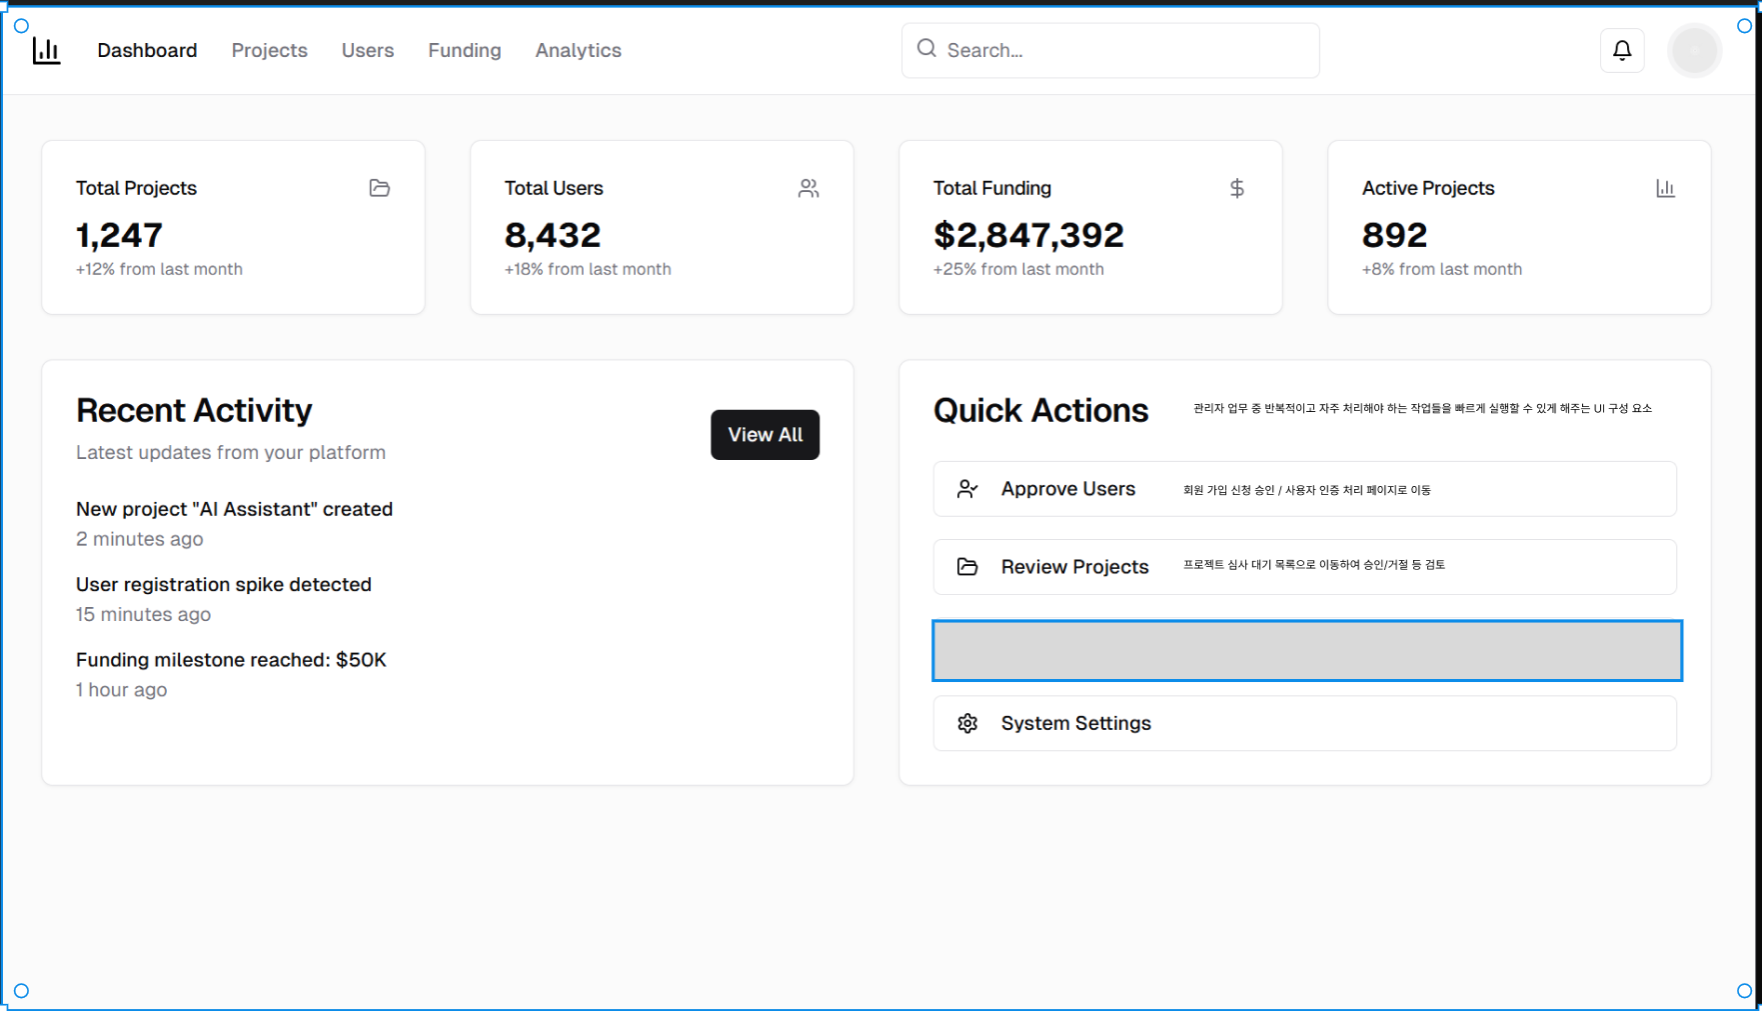 Dashboard
Projects
Users
Funding
Analytics
Search...
Total Projects
1,247
+12% from last month
Total Users
8,432
+18% from last month
Total Funding
$2,847,392
+25% from last month
Active Projects
892
+8% from last month
Recent Activity
Latest updates from your platform
View All
New project "AI Assistant" created
2 minutes ago
User registration spike detected
15 minutes ago
Funding milestone reached: $50K
1 hour ago
Quick Actions
관리자 업무 중 반복적이고 자주 처리해야 하는 작업들을 빠르게 실행할 수 있게 해주는 UI 구성 요소
Approve Users
회원 가입 신청 승인 / 사용자 인증 처리 페이지로 이동
Review Projects
프로젝트 심사 대기 목록으로 이동하여 승인/거절 등 검토
System Settings